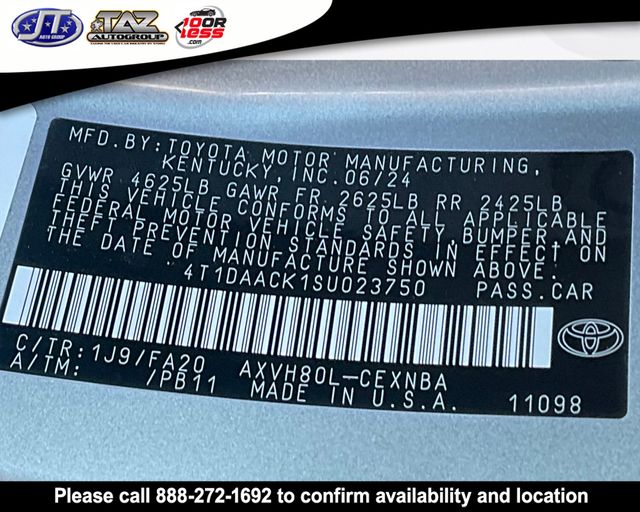 JT
AUTO GROUP
TAZ
AUTOGROUP
100R
LESS
.com
MFD. BY: TOYOTA MOTOR MANUFACTURING,
KENTUCKY, INC. 06/24
GVWR 4625LB GAWR FR 2625LB RR 2425LB
THIS VEHICLE CONFORMS TO ALL APPLICABLE
FEDERAL MOTOR VEHICLE SAFETY, BUMPER, AND
THEFT PREVENTION STANDARDS IN EFFECT ON
THE DATE OF MANUFACTURE SHOWN ABOVE.
4T1DAACK1SU023750 PASS.CAR
C/TR: 1J9/FA20 AXVH80L-CEXNBA
A/TM: /PB11 MADE IN U.S.A. 11098
Please call 888-272-1692 to confirm availability and location